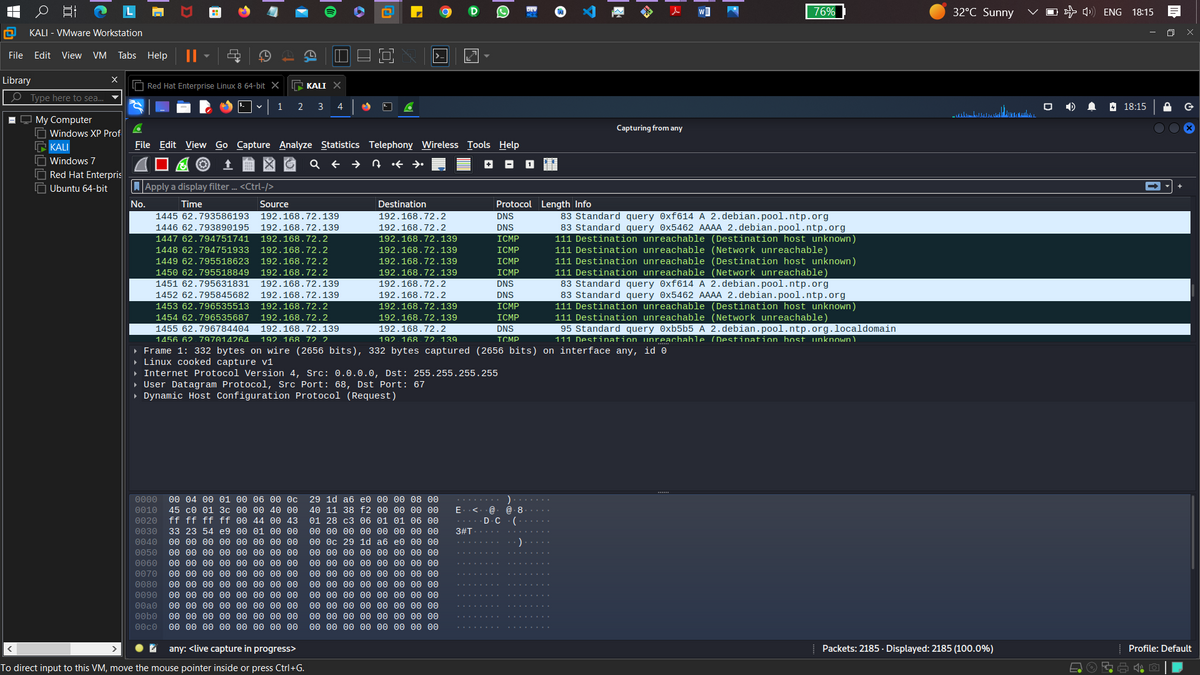 76%
32°C Sunny
ENG 18:15
KALI - VMware Workstation
File Edit View VM Tabs Help
Library X
Type here to sea...
My Computer
Windows XP Prof
KALI
Windows 7
Red Hat Enterpris
Ubuntu 64-bit
Red Hat Enterprise Linux 8 64-bit X KALI X
1 2 3 4 18:15
Capturing from any
File Edit View Go Capture Analyze Statistics Telephony Wireless Tools Help
Apply a display filter ... <Ctrl-/>
No. Time Source Destination Protocol Length Info
1445 62.793586193 192.168.72.139 192.168.72.2 DNS 83 Standard query 0xf614 A 2.debian.pool.ntp.org
1446 62.793890195 192.168.72.139 192.168.72.2 DNS 83 Standard query 0x5462 AAAA 2.debian.pool.ntp.org
1447 62.794751741 192.168.72.2 192.168.72.139 ICMP 111 Destination unreachable (Destination host unknown)
1448 62.794751933 192.168.72.2 192.168.72.139 ICMP 111 Destination unreachable (Network unreachable)
1449 62.795518623 192.168.72.2 192.168.72.139 ICMP 111 Destination unreachable (Destination host unknown)
1450 62.795518849 192.168.72.2 192.168.72.139 ICMP 111 Destination unreachable (Network unreachable)
1451 62.795631831 192.168.72.139 192.168.72.2 DNS 83 Standard query 0xf614 A 2.debian.pool.ntp.org
1452 62.795845682 192.168.72.139 192.168.72.2 DNS 83 Standard query 0x5462 AAAA 2.debian.pool.ntp.org
1453 62.796535513 192.168.72.2 192.168.72.139 ICMP 111 Destination unreachable (Destination host unknown)
1454 62.796535687 192.168.72.2 192.168.72.139 ICMP 111 Destination unreachable (Network unreachable)
1455 62.796784404 192.168.72.139 192.168.72.2 DNS 95 Standard query 0xb5b5 A 2.debian.pool.ntp.org.localdomain
1456 62.797014264 192.168.72.2 192.168.72.139 ICMP 111 Destination unreachable (Destination host unknown)
Frame 1: 332 bytes on wire (2656 bits), 332 bytes captured (2656 bits) on interface any, id 0
Linux cooked capture v1
Internet Protocol Version 4, Src: 0.0.0.0, Dst: 255.255.255.255
User Datagram Protocol, Src Port: 68, Dst Port: 67
Dynamic Host Configuration Protocol (Request)
0000 00 04 00 01 00 06 00 0c 29 1d a6 e0 00 00 08 00 ········ )·······
0010 45 c0 01 3c 00 00 40 00 40 11 38 f2 00 00 00 00 E··<··@· @·8·····
0020 ff ff ff ff 00 44 00 43 01 28 c3 06 01 01 06 00 ·····D·C ·(······
0030 33 23 54 e9 00 01 00 00 00 00 00 00 00 00 00 00 3#T····· ········
0040 00 00 00 00 00 00 00 00 00 0c 29 1d a6 e0 00 00 ········ ··)·····
0050 00 00 00 00 00 00 00 00 00 00 00 00 00 00 00 00 ········ ········
0060 00 00 00 00 00 00 00 00 00 00 00 00 00 00 00 00 ········ ········
0070 00 00 00 00 00 00 00 00 00 00 00 00 00 00 00 00 ········ ········
0080 00 00 00 00 00 00 00 00 00 00 00 00 00 00 00 00 ········ ········
0090 00 00 00 00 00 00 00 00 00 00 00 00 00 00 00 00 ········ ········
00a0 00 00 00 00 00 00 00 00 00 00 00 00 00 00 00 00 ········ ········
00b0 00 00 00 00 00 00 00 00 00 00 00 00 00 00 00 00 ········ ········
00c0 00 00 00 00 00 00 00 00 00 00 00 00 00 00 00 00 ········ ········
any: <live capture in progress> Packets: 2185 · Displayed: 2185 (100.0%) Profile: Default
To direct input to this VM, move the mouse pointer inside or press Ctrl+G.